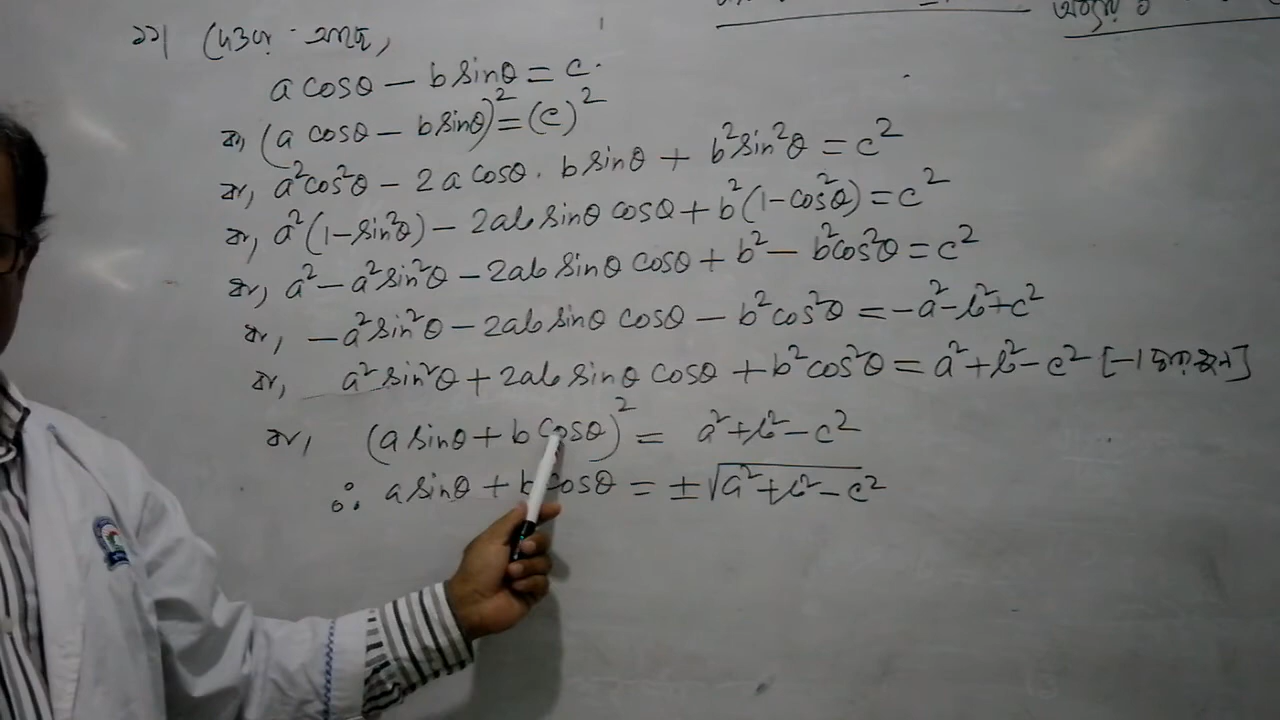 ১১। দেওয়া আছে,
a cosθ − b sinθ = c.
বা, (a cosθ − b sinθ)² = (c)²
বা, a²cos²θ − 2 a cosθ. b sinθ + b²sin²θ = c²
বা, a²(1−sin²θ) − 2ab sinθ cosθ + b²(1−cos²θ) = c²
বা, a² − a²sin²θ − 2ab sinθ cosθ + b² − b²cos²θ = c²
বা, −a²sin²θ − 2ab sinθ cosθ − b²cos²θ = −a²−b²+c²
বা, a²sin²θ + 2ab sinθ cosθ + b²cos²θ = a²+b²−c² [−1 দ্বারা গুণ]
বা, (a sinθ + b cosθ)² = a²+b²−c²
∴ a sinθ + b cosθ = ±√a²+b²−c²